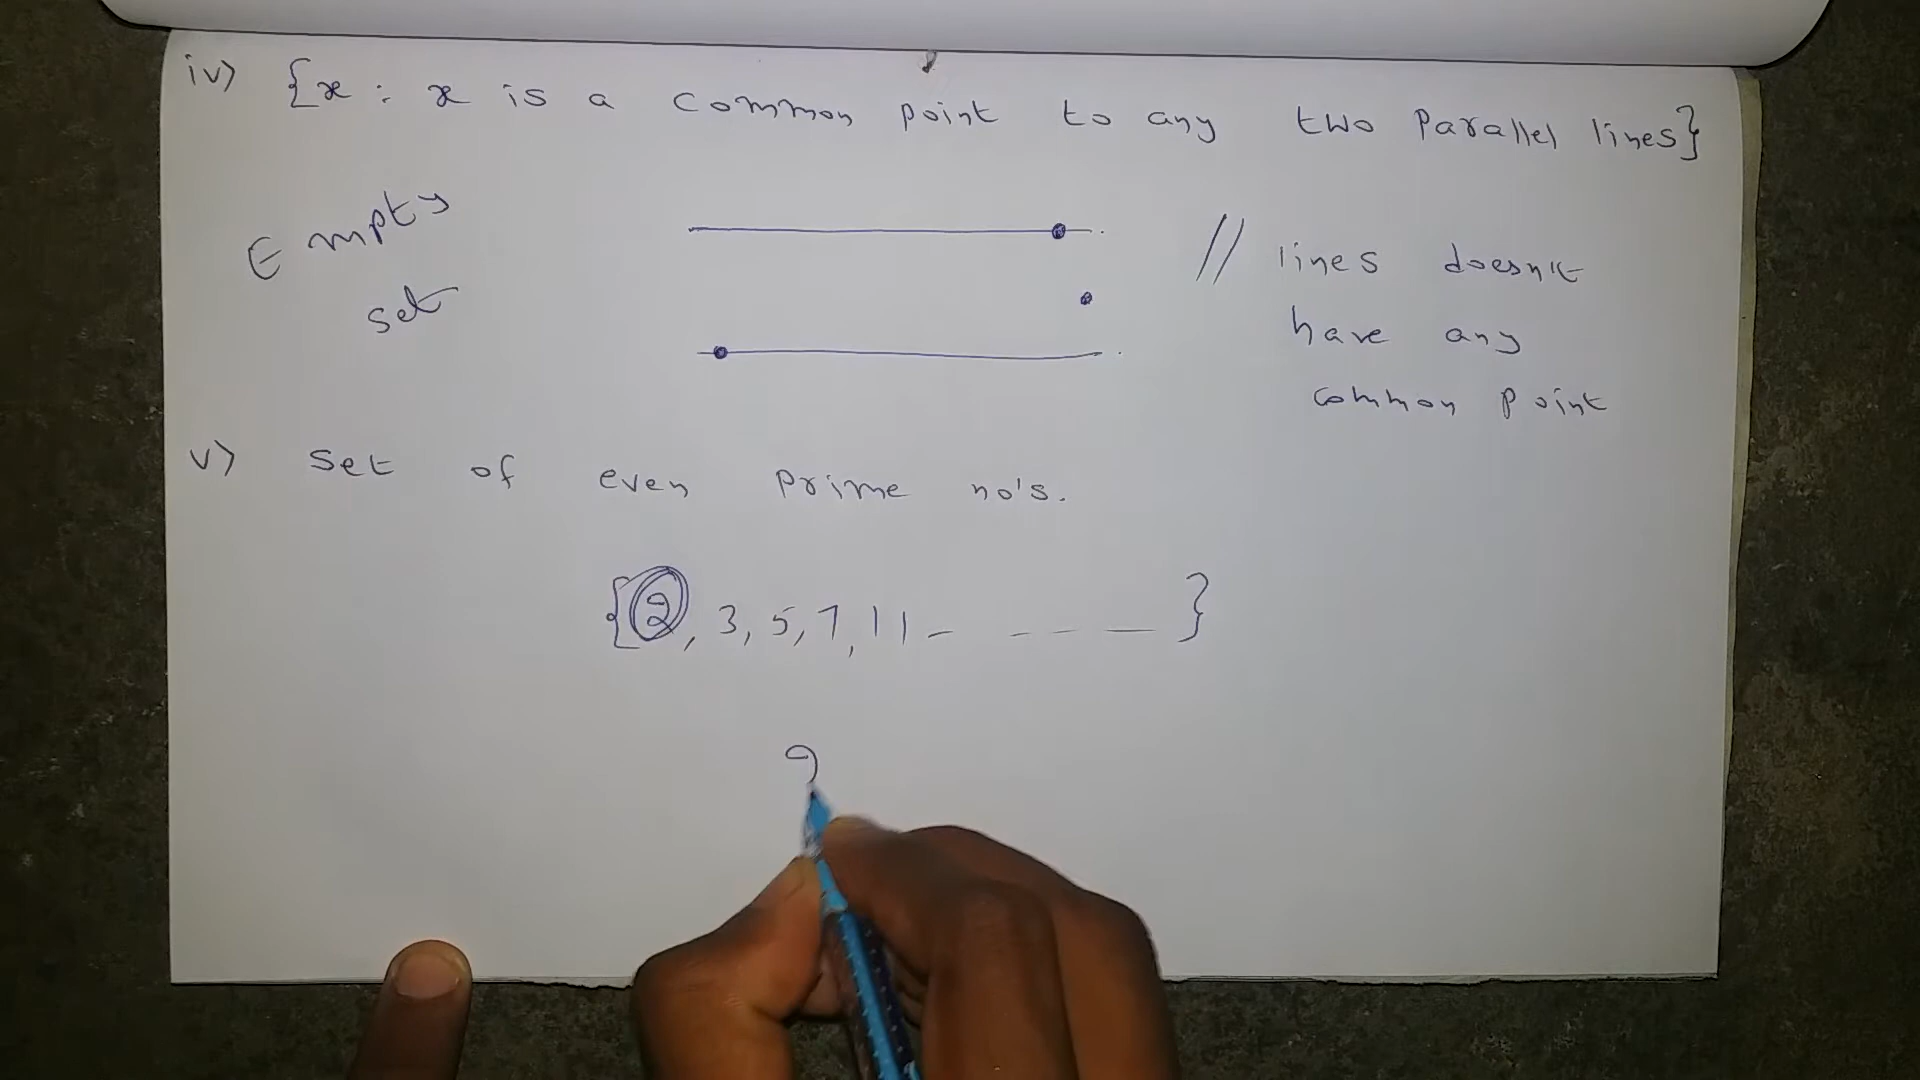 iv) {x : x is a common point to any two parallel lines}
Empty
set
// lines doesn't
have any
common point
v) set of even prime no's.
{2, 3, 5, 7, 11 - - - - }